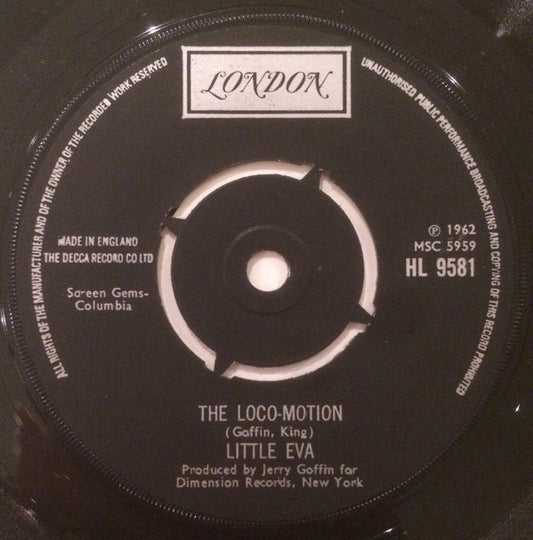 LONDON
ALL RIGHTS OF THE MANUFACTURER AND OF THE OWNER OF THE RECORDED WORK RESERVED
UNAUTHORISED PUBLIC PERFORMANCE BROADCASTING AND COPYING OF THIS RECORD PROHIBITED
MADE IN ENGLAND
THE DECCA RECORD CO LTD
Screen Gems-
Columbia
℗ 1962
MSC 5959
HL 9581
THE LOCO-MOTION
(Goffin, King)
LITTLE EVA
Produced by Jerry Goffin for
Dimension Records, New York